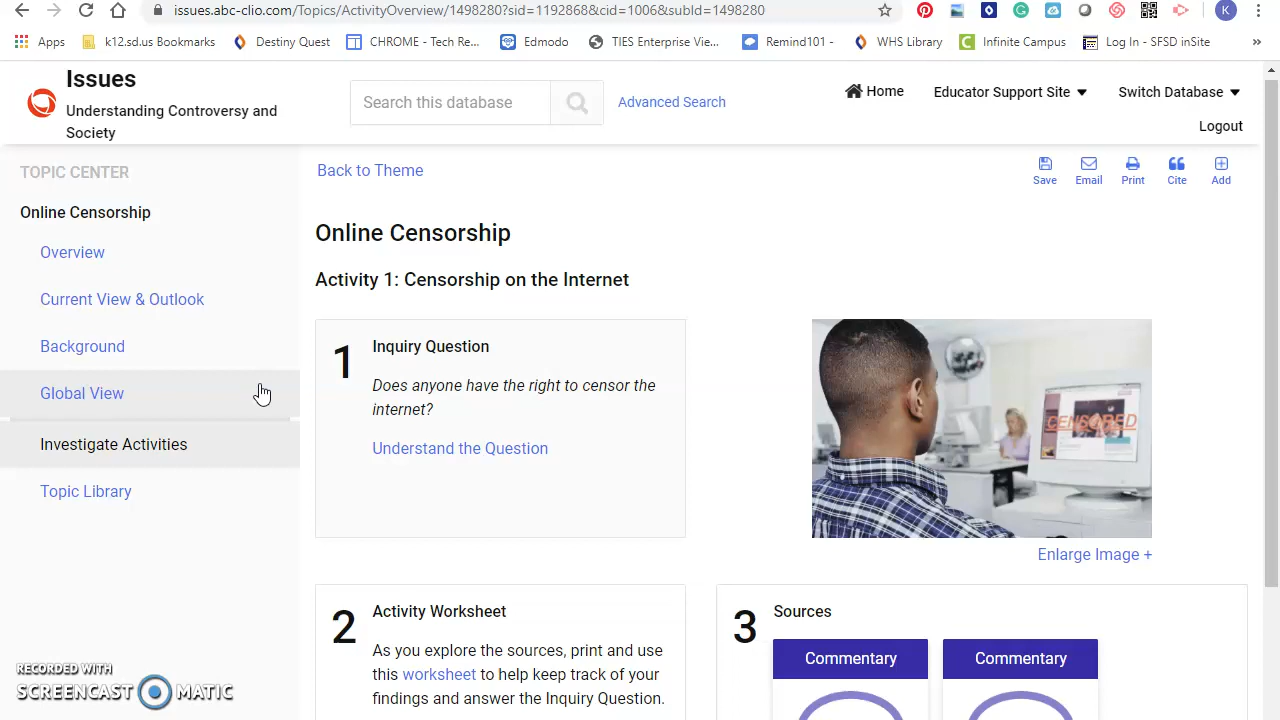 issues.abc-clio.com/Topics/ActivityOverview/1498280?sid=1192868&cid=1006&subId=1498280
K
Apps k12.sd.us Bookmarks Destiny Quest CHROME - Tech Re... Edmodo TIES Enterprise Vie... Remind101 - WHS Library Infinite Campus Log In - SFSD inSite »
Issues
Understanding Controversy and
Society
Search this database
Advanced Search
Home
Educator Support Site
Switch Database
Logout
TOPIC CENTER
Online Censorship
Overview
Current View & Outlook
Background
Global View
Investigate Activities
Topic Library
Back to Theme
Save Email Print Cite Add
Online Censorship
Activity 1: Censorship on the Internet
1
Inquiry Question
Does anyone have the right to censor the
internet?
Understand the Question
CENSORED
Enlarge Image +
2
Activity Worksheet
As you explore the sources, print and use
this worksheet to help keep track of your
findings and answer the Inquiry Question.
3
Sources
Commentary
Commentary
RECORDED WITH
SCREENCAST MATIC